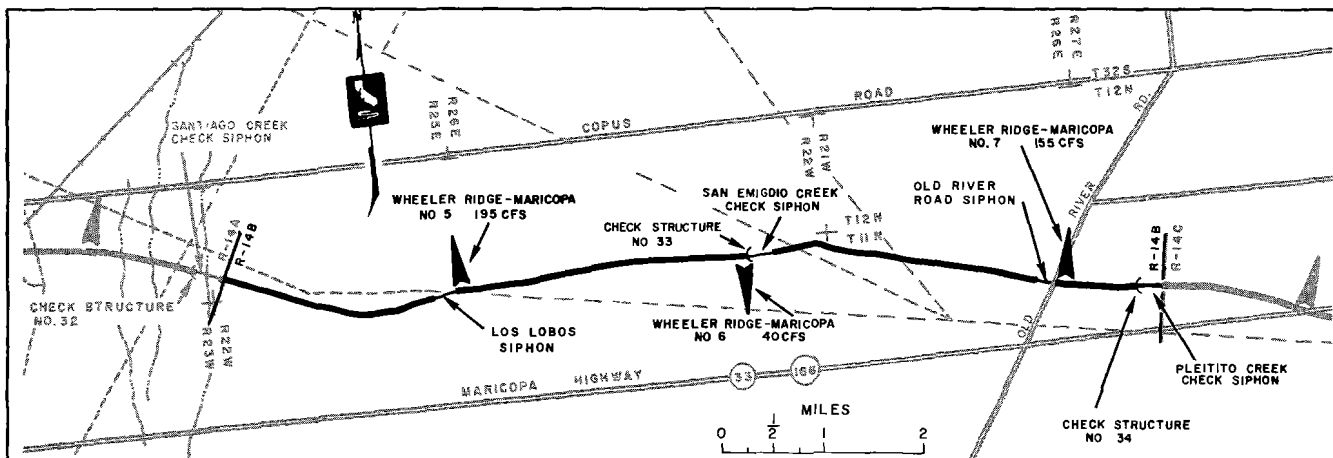 SANTIAGO CREEK
CHECK SIPHON
R25E
R26E
COPUS
ROAD
R26E
R27E
T32S
T12N
RD.
WHEELER RIDGE-MARICOPA
NO. 7 155 CFS
R22W
R21W
WHEELER RIDGE-MARICOPA
NO 5 195 CFS
SAN EMIGDIO CREEK
CHECK SIPHON
OLD RIVER
ROAD SIPHON
CHECK STRUCTURE
NO 33
T12N
T11N
RIVER
R-14A
R-14B
R-14B
R-14C
CHECK STRUCTURE
NO. 32
R23W
R22W
LOS LOBOS
SIPHON
WHEELER RIDGE-MARICOPA
NO 6 40 CFS
OLD
PLEITITO CREEK
CHECK SIPHON
MARICOPA HIGHWAY
33
166
CHECK STRUCTURE
NO 34
MILES
0 1/2 1 2